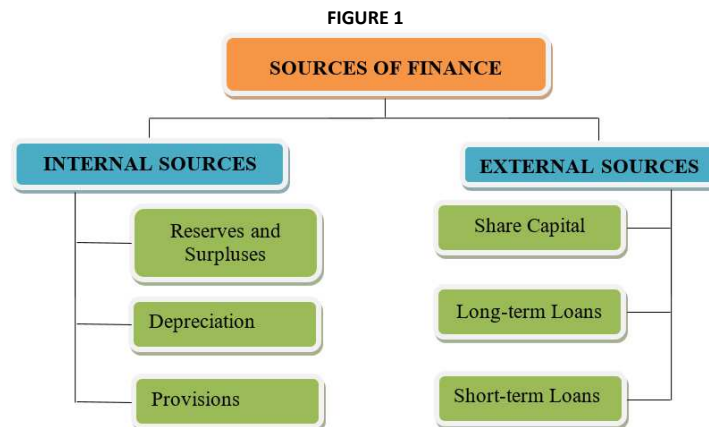 FIGURE 1
SOURCES OF FINANCE
INTERNAL SOURCES
EXTERNAL SOURCES
Reserves and
Surpluses
Depreciation
Provisions
Share Capital
Long-term Loans
Short-term Loans